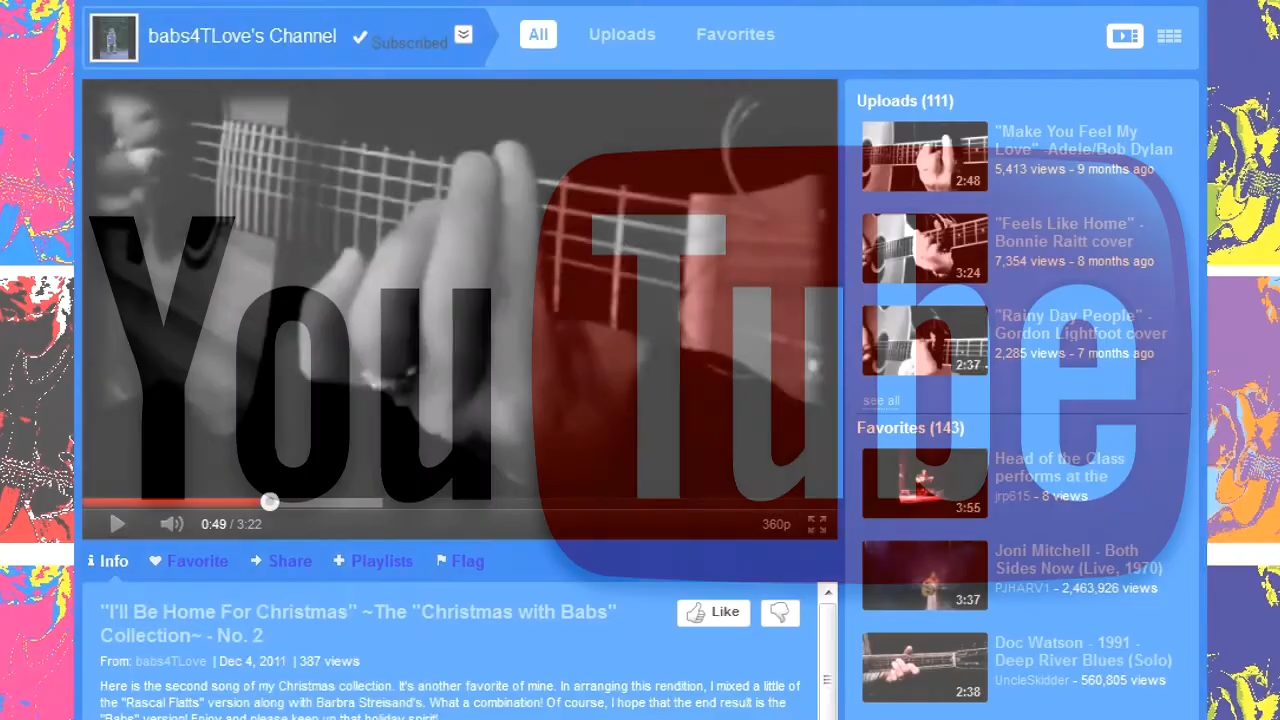 babs4TLove's Channel
Subscribed
All
Uploads
Favorites
Uploads (111)
"Make You Feel My
Love" Adele/Bob Dylan
5,413 views - 9 months ago
2:48
"Feels Like Home" -
Bonnie Raitt cover
7,354 views - 8 months ago
3:24
"Rainy Day People" -
Gordon Lightfoot cover
2,285 views - 7 months ago
2:37
see all
Favorites (143)
Head of the Class
performs at the
jrp615 - 8 views
3:55
Joni Mitchell - Both
Sides Now (Live, 1970)
PJHARV1 - 2,463,926 views
3:37
Doc Watson - 1991 -
Deep River Blues (Solo)
UncleSkidder - 560,805 views
2:38
YouTube
0:49 / 3:22
360p
Info
Favorite
Share
Playlists
Flag
"I'll Be Home For Christmas" ~The "Christmas with Babs"
Collection~ - No. 2
Like
From: babs4TLove | Dec 4, 2011 | 387 views
Here is the second song of my Christmas collection. It's another favorite of mine. In arranging this rendition, I mixed a little of
the "Rascal Flatts" version along with Barbra Streisand's. What a combination! Of course, I hope that the end result is the
"Babs" version! Enjoy and please keep up that holiday spirit!